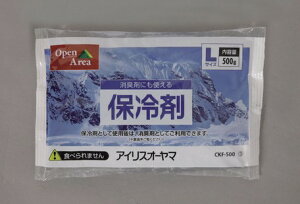 Open
Area
Lサイズ
内容量
500g
消臭剤にも使える
保冷剤
保冷剤として使用後は、消臭剤としてご利用できます。
食べられません
アイリスオーヤマ
CKF-500